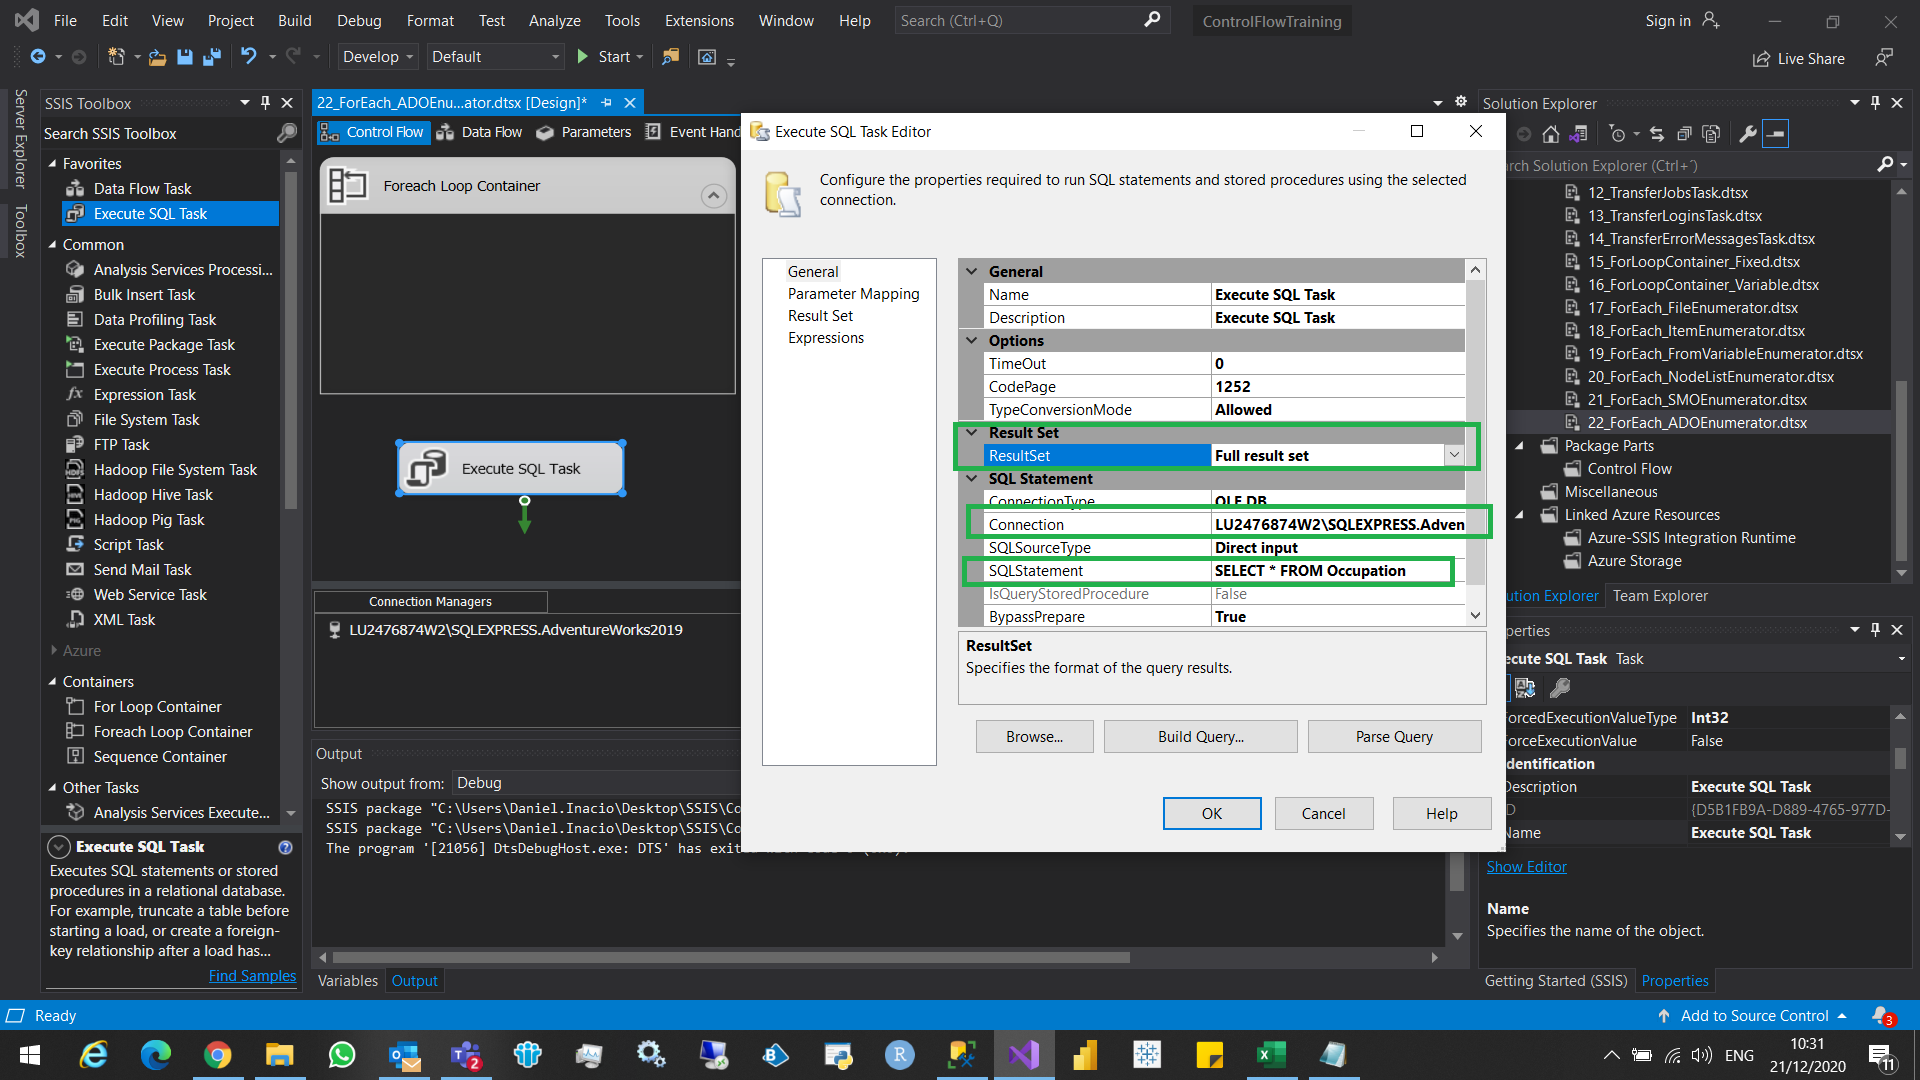 File Edit View Project Build Debug Format Test Analyze Tools Extensions Window Help Search (Ctrl+Q) ControlFlowTraining Sign in
Develop Default Start Live Share
Server Explorer
Toolbox
SSIS Toolbox
Search SSIS Toolbox
Favorites
Data Flow Task
Execute SQL Task
Common
Analysis Services Processi...
Bulk Insert Task
Data Profiling Task
Execute Package Task
Execute Process Task
Expression Task
File System Task
FTP Task
Hadoop File System Task
Hadoop Hive Task
Hadoop Pig Task
Script Task
Send Mail Task
Web Service Task
XML Task
Azure
Containers
For Loop Container
Foreach Loop Container
Sequence Container
Other Tasks
Analysis Services Execute...
Execute SQL Task
Executes SQL statements or stored
procedures in a relational database.
For example, truncate a table before
starting a load, or create a foreign-
key relationship after a load has...
Find Samples
22_ForEach_ADOEnu...ator.dtsx [Design]*
Control Flow Data Flow Parameters Event Hand
Foreach Loop Container
Execute SQL Task
Connection Managers
LU2476874W2\SQLEXPRESS.AdventureWorks2019
Output
Show output from: Debug
SSIS package "C:\Users\Daniel.Inacio\Desktop\SSIS\Co
SSIS package "C:\Users\Daniel.Inacio\Desktop\SSIS\Co
The program '[21056] DtsDebugHost.exe: DTS' has
Variables Output
Execute SQL Task Editor
Configure the properties required to run SQL statements and stored procedures using the selected
connection.
General
Parameter Mapping
Result Set
Expressions
General
Name Execute SQL Task
Description Execute SQL Task
Options
TimeOut 0
CodePage 1252
TypeConversionMode Allowed
Result Set
ResultSet Full result set
SQL Statement
ConnectionType OLE DB
Connection LU2476874W2\SQLEXPRESS.Adven
SQLSourceType Direct input
SQLStatement SELECT * FROM Occupation
IsQueryStoredProcedure False
BypassPrepare True
ResultSet
Specifies the format of the query results.
Browse... Build Query... Parse Query
OK Cancel Help
Solution Explorer
rch Solution Explorer (Ctrl+¨)
12_TransferJobsTask.dtsx
13_TransferLoginsTask.dtsx
14_TransferErrorMessagesTask.dtsx
15_ForLoopContainer_Fixed.dtsx
16_ForLoopContainer_Variable.dtsx
17_ForEach_FileEnumerator.dtsx
18_ForEach_ItemEnumerator.dtsx
19_ForEach_FromVariableEnumerator.dtsx
20_ForEach_NodeListEnumerator.dtsx
21_ForEach_SMOEnumerator.dtsx
22_ForEach_ADOEnumerator.dtsx
Package Parts
Control Flow
Miscellaneous
Linked Azure Resources
Azure-SSIS Integration Runtime
Azure Storage
ution Explorer Team Explorer
perties
ecute SQL Task Task
orcedExecutionValueType Int32
orceExecutionValue False
dentification
Description Execute SQL Task
D {D5B1FB9A-D889-4765-977D-
Name Execute SQL Task
Show Editor
Name
Specifies the name of the object.
Getting Started (SSIS) Properties
Ready Add to Source Control 3
2 ENG 10:31
21/12/2020 11